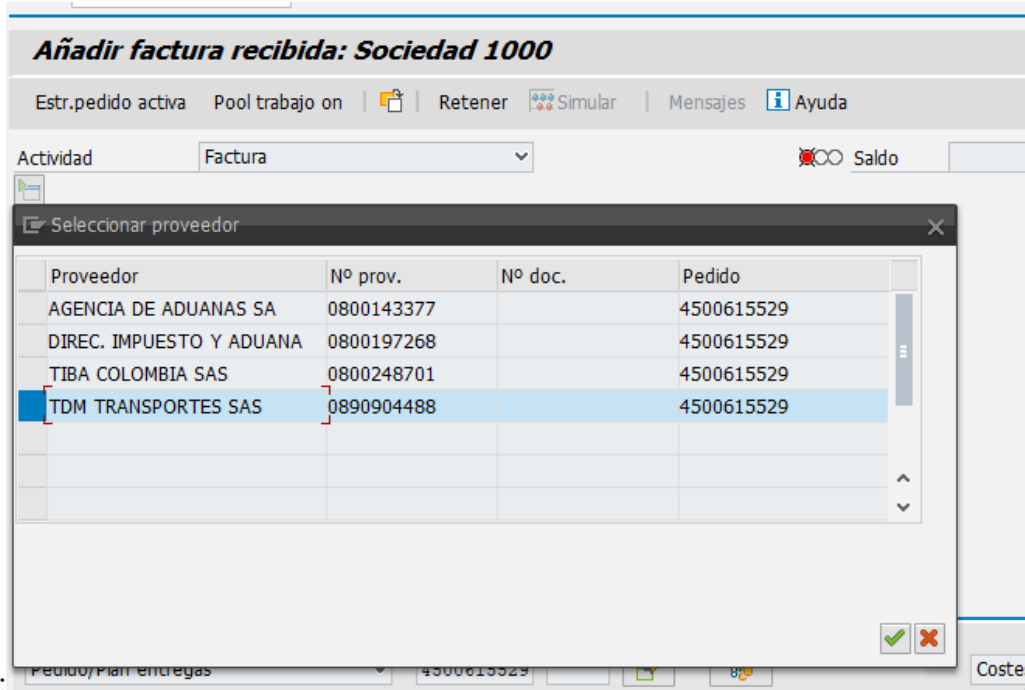 Añadir factura recibida: Sociedad 1000
Estr.pedido activa Pool trabajo on Retener Simular Mensajes Ayuda
Actividad Factura Saldo
Seleccionar proveedor
Proveedor Nº prov. Nº doc. Pedido
AGENCIA DE ADUANAS SA 0800143377 4500615529
DIREC. IMPUESTO Y ADUANA 0800197268 4500615529
TIBA COLOMBIA SAS 0800248701 4500615529
TDM TRANSPORTES SAS 0890904488 4500615529
Pedido/Plan entregas 4500615529 Coste